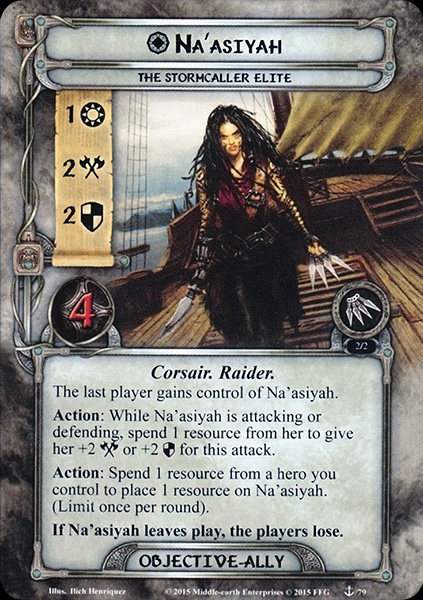 Na'asiyah
The Stormcaller Elite
1
2
2
4
2/2
Corsair. Raider.
The last player gains control of Na'asiyah.
Action: While Na'asiyah is attacking or
defending, spend 1 resource from her to give
her +2 or +2 for this attack.
Action: Spend 1 resource from a hero you
control to place 1 resource on Na'asiyah.
(Limit once per round).
If Na'asiyah leaves play, the players lose.
Objective-Ally
Illus. Ilich Henriquez © 2015 Middle-earth Enterprises © 2015 FFG 79